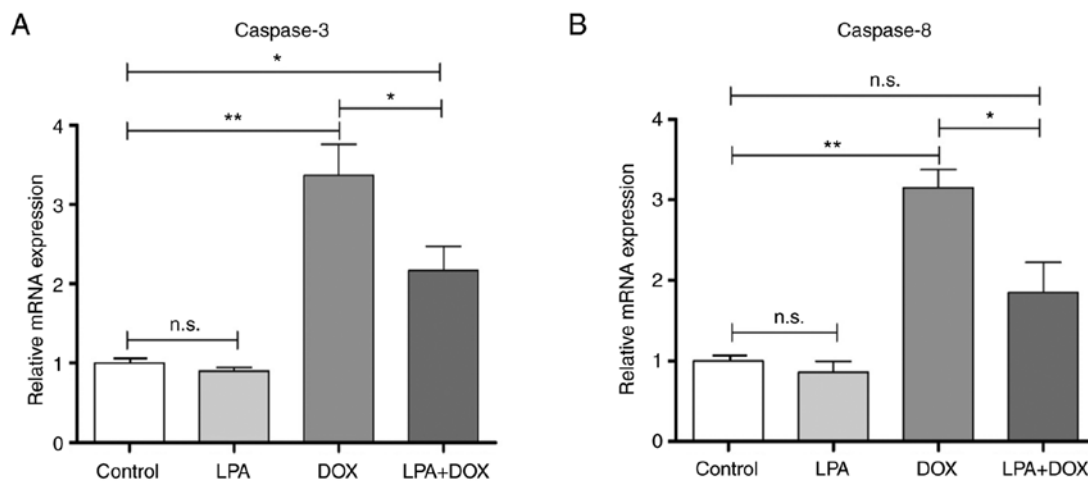 A
Caspase-3
*
*
**
n.s.
Relative mRNA expression
4
3
2
1
0
Control LPA DOX LPA+DOX
B
Caspase-8
n.s.
*
**
n.s.
Relative mRNA expression
4
3
2
1
0
Control LPA DOX LPA+DOX